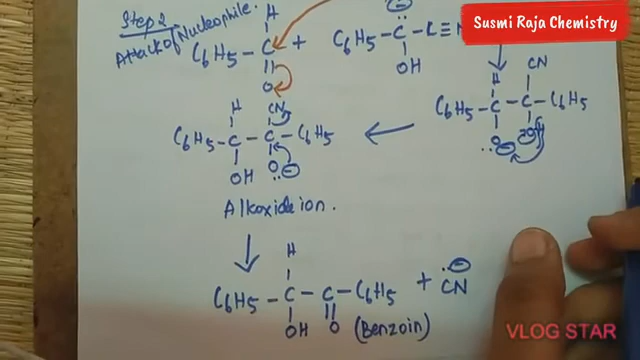 Susmi Raja Chemistry
Step 2
Attack of Nucleophile.
H
C6H5 - C + C6H5 - C - C≡N
O
OH
H CN
C6H5 - C - C - C6H5
O OH
H CN
C6H5 - C - C - C6H5
OH O
Alkoxide ion.
H
C6H5 - C - C - C6H5 + CN
OH O (Benzoin)
VLOG STAR